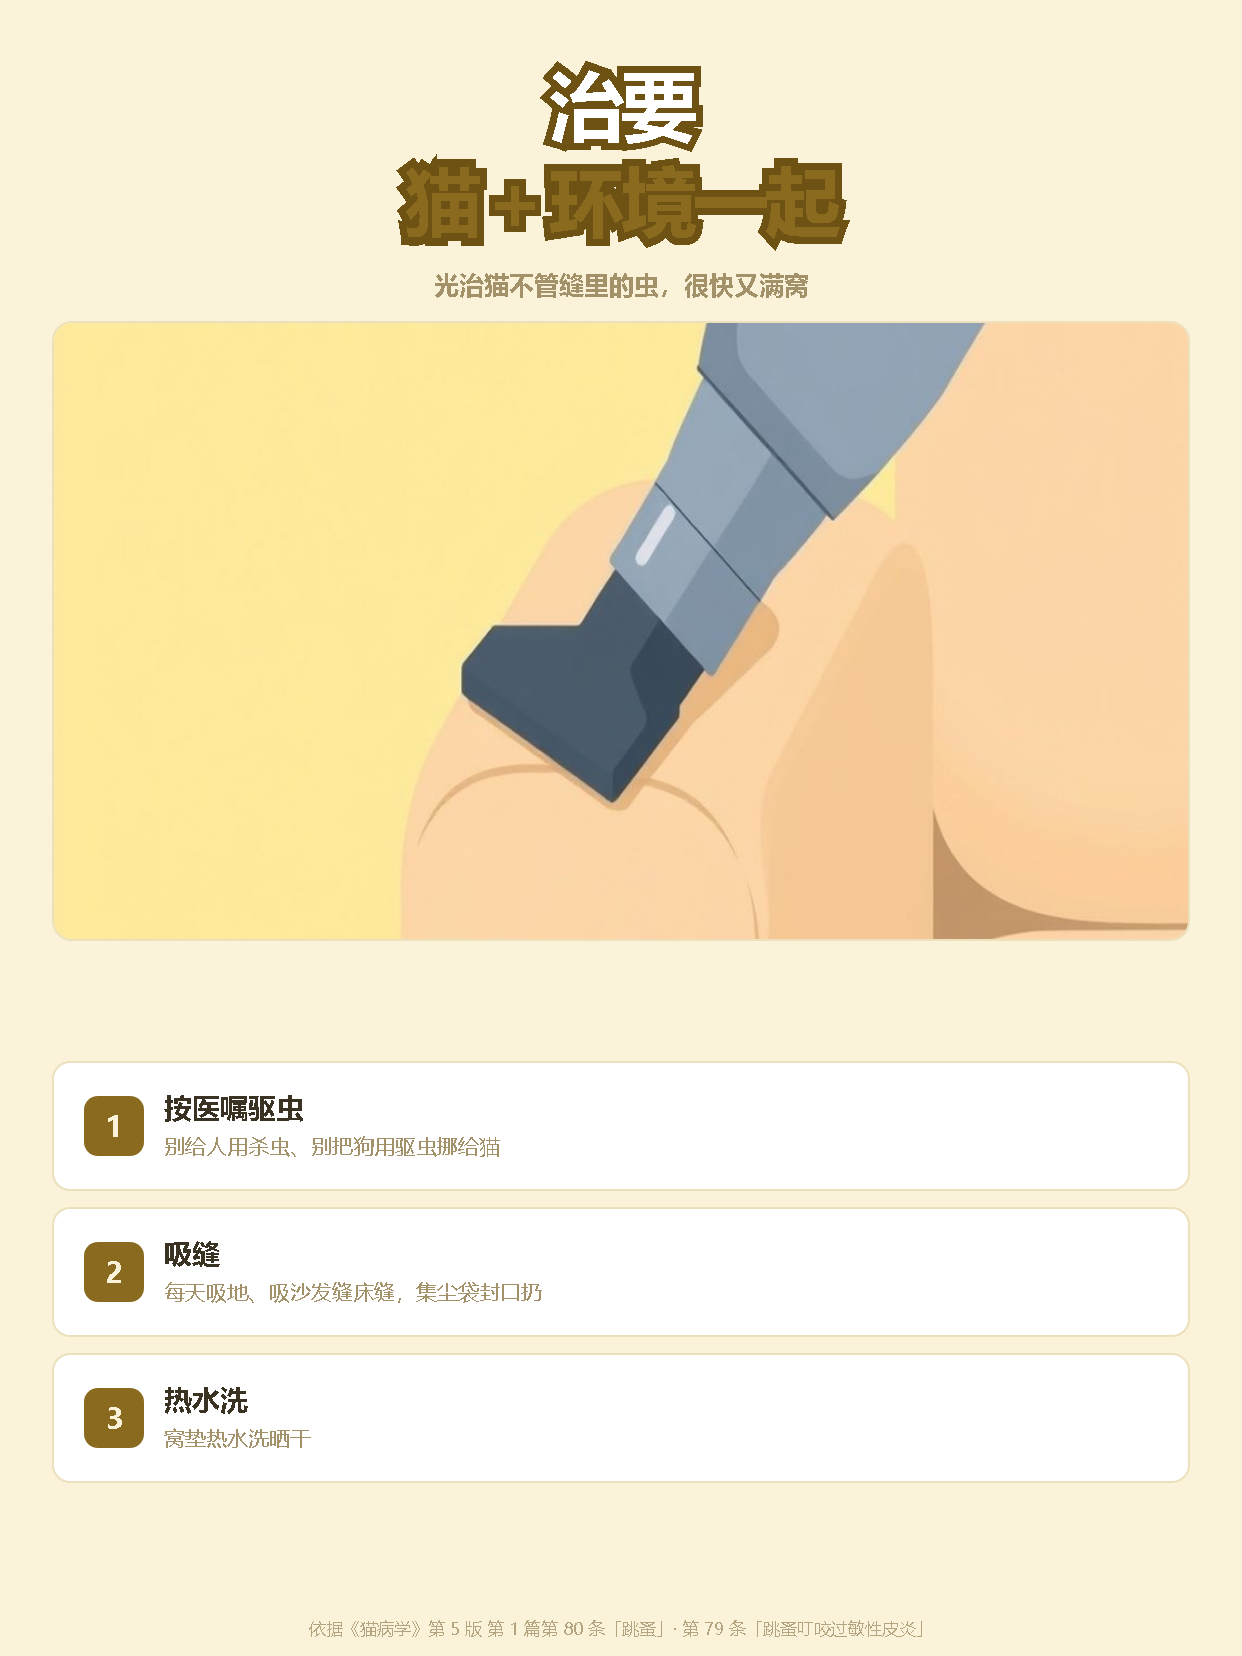 治要
猫+环境一起
光治猫不管缝里的虫，很快又满窝
1
按医嘱驱虫
别给人用杀虫、别把狗用驱虫挪给猫
2
吸缝
每天吸地、吸沙发缝床缝，集尘袋封口扔
3
热水洗
窝垫热水洗晒干
依据《猫病学》第 5 版 第 1 篇第 80 条「跳蚤」· 第 79 条「跳蚤叮咬过敏性皮炎」